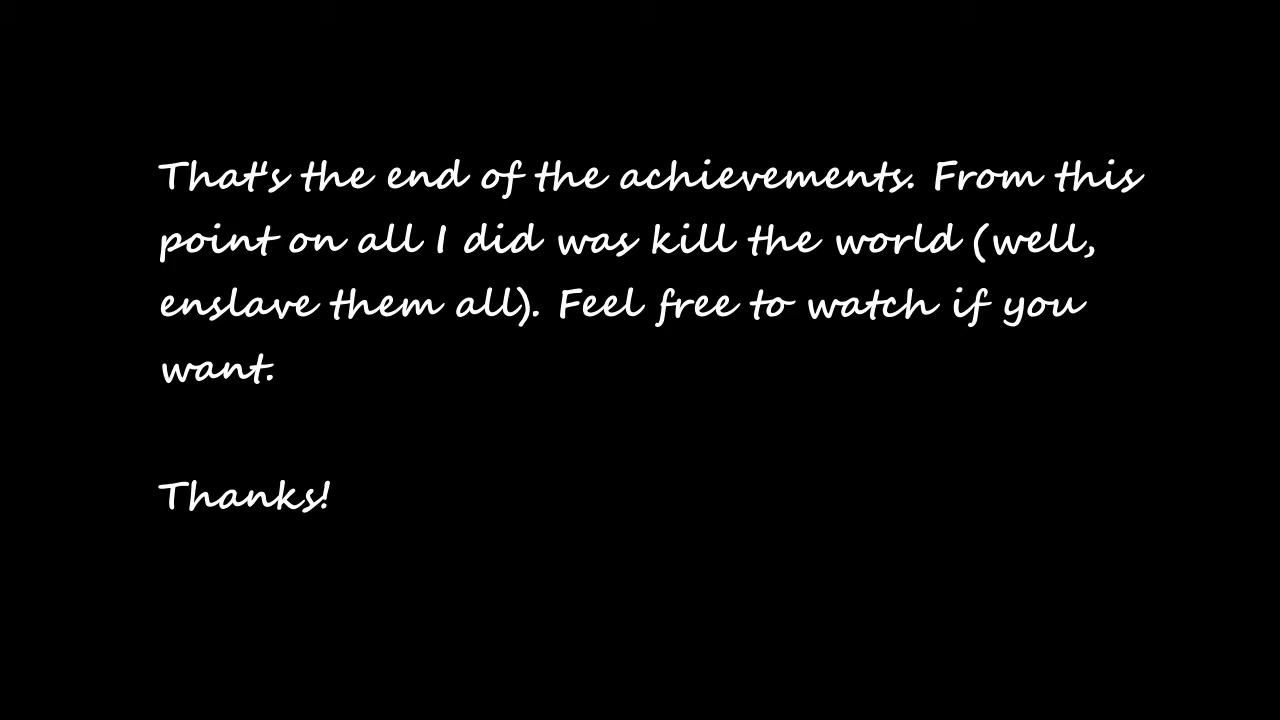 That's the end of the achievements. From this
point on all I did was kill the world (well,
enslave them all). Feel free to watch if you
want.
Thanks!